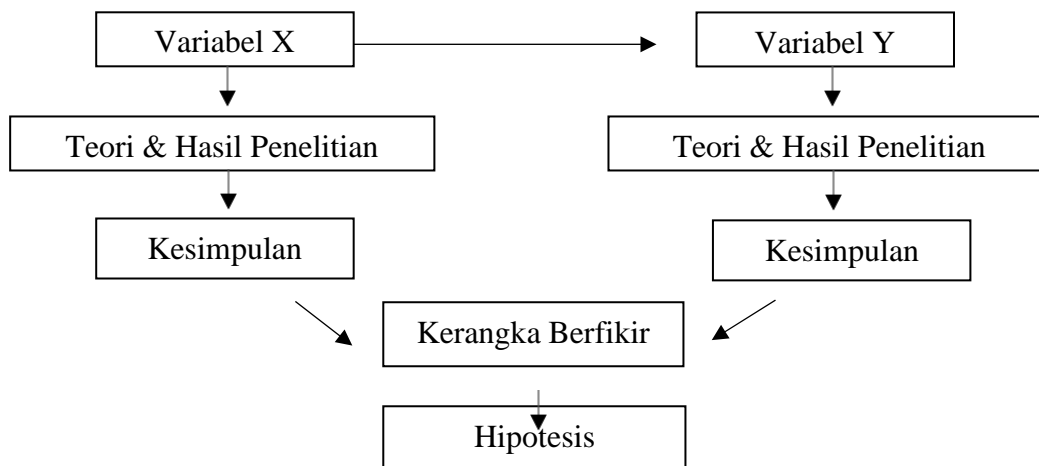 Variabel X
Variabel Y
Teori & Hasil Penelitian
Teori & Hasil Penelitian
Kesimpulan
Kesimpulan
Kerangka Berfikir
Hipotesis